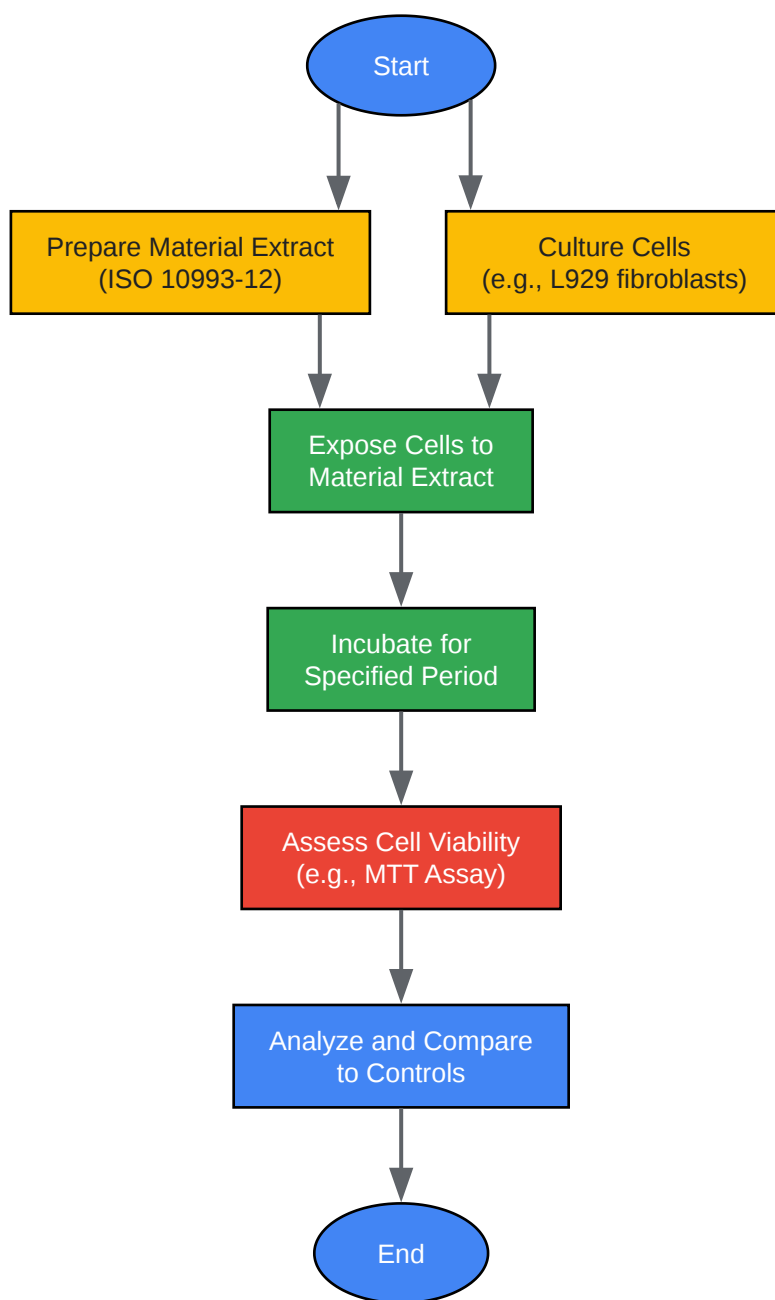 Start
Prepare Material Extract
(ISO 10993-12)
Culture Cells
(e.g., L929 fibroblasts)
Expose Cells to
Material Extract
Incubate for
Specified Period
Assess Cell Viability
(e.g., MTT Assay)
Analyze and Compare
to Controls
End